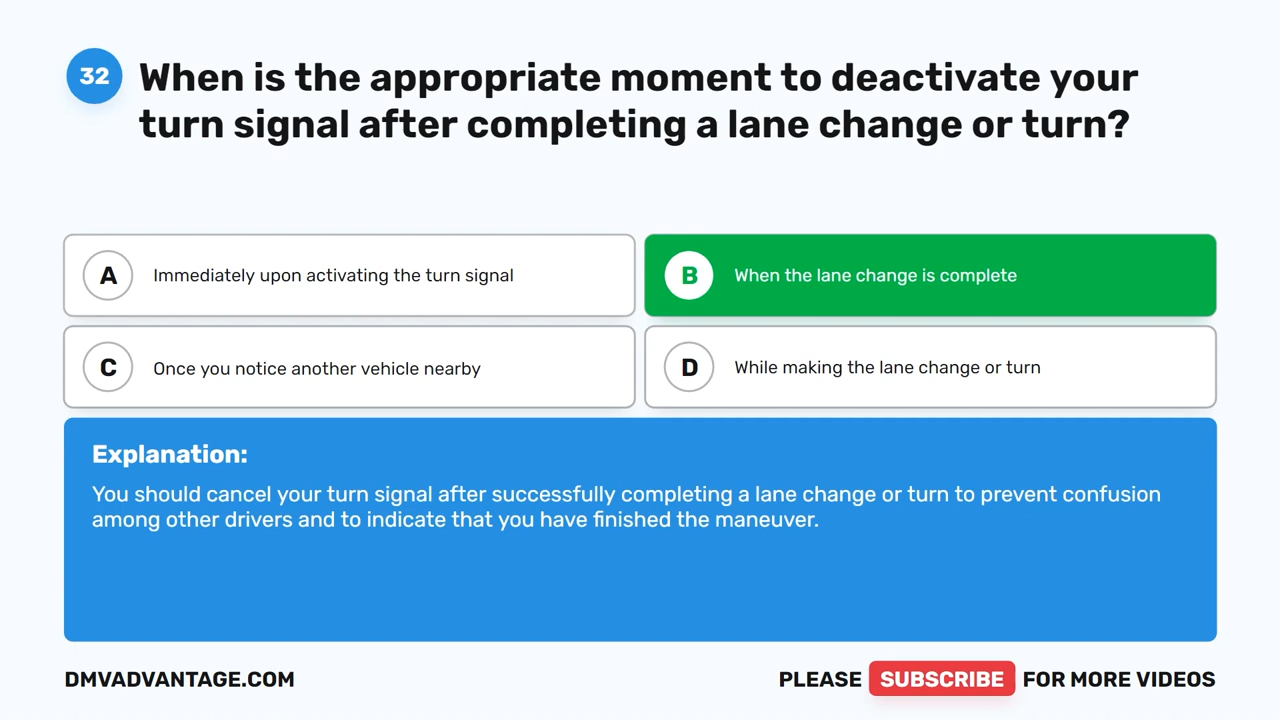 32
When is the appropriate moment to deactivate your
turn signal after completing a lane change or turn?
A Immediately upon activating the turn signal
B When the lane change is complete
C Once you notice another vehicle nearby
D While making the lane change or turn
Explanation:
You should cancel your turn signal after successfully completing a lane change or turn to prevent confusion
among other drivers and to indicate that you have finished the maneuver.
DMVADVANTAGE.COM
PLEASE SUBSCRIBE FOR MORE VIDEOS